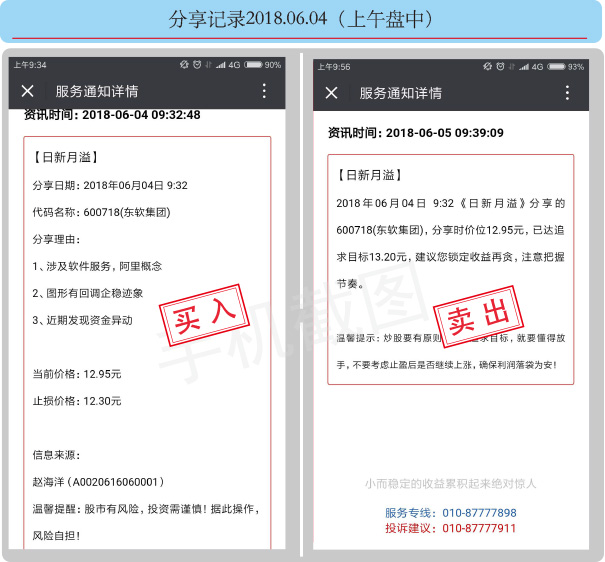 分享记录2018.06.04（上午盘中）
上午9:34
4G
90%
服务通知详情
资讯时间: 2018-06-04 09:32:48
【日新月溢】
分享日期: 2018年06月04日 9:32
代码名称: 600718(东软集团)
分享理由:
1、涉及软件服务, 阿里概念
2、图形有回调企稳迹象
3、近期发现资金异动
买入
当前价格: 12.95元
止损价格: 12.30元
信息来源:
赵海洋（A0020616060001）
温馨提醒: 股市有风险, 投资需谨慎! 据此操作,
风险自担!
上午9:56
4G
93%
服务通知详情
资讯时间: 2018-06-05 09:39:09
【日新月溢】
2018年06月04日 9:32《日新月溢》分享的
600718(东软集团), 分享时价位12.95元, 已达追
求目标13.20元, 建议您锁定收益再贪, 注意把握
节奏。
卖出
温馨提示: 炒股要有原则 求目标, 就要懂得放
手, 不要考虑止盈后是否继续上涨, 确保利润落袋为安!
小而稳定的收益累积起来绝对惊人
服务专线: 010-87777898
投诉建议: 010-87777911
手机截图